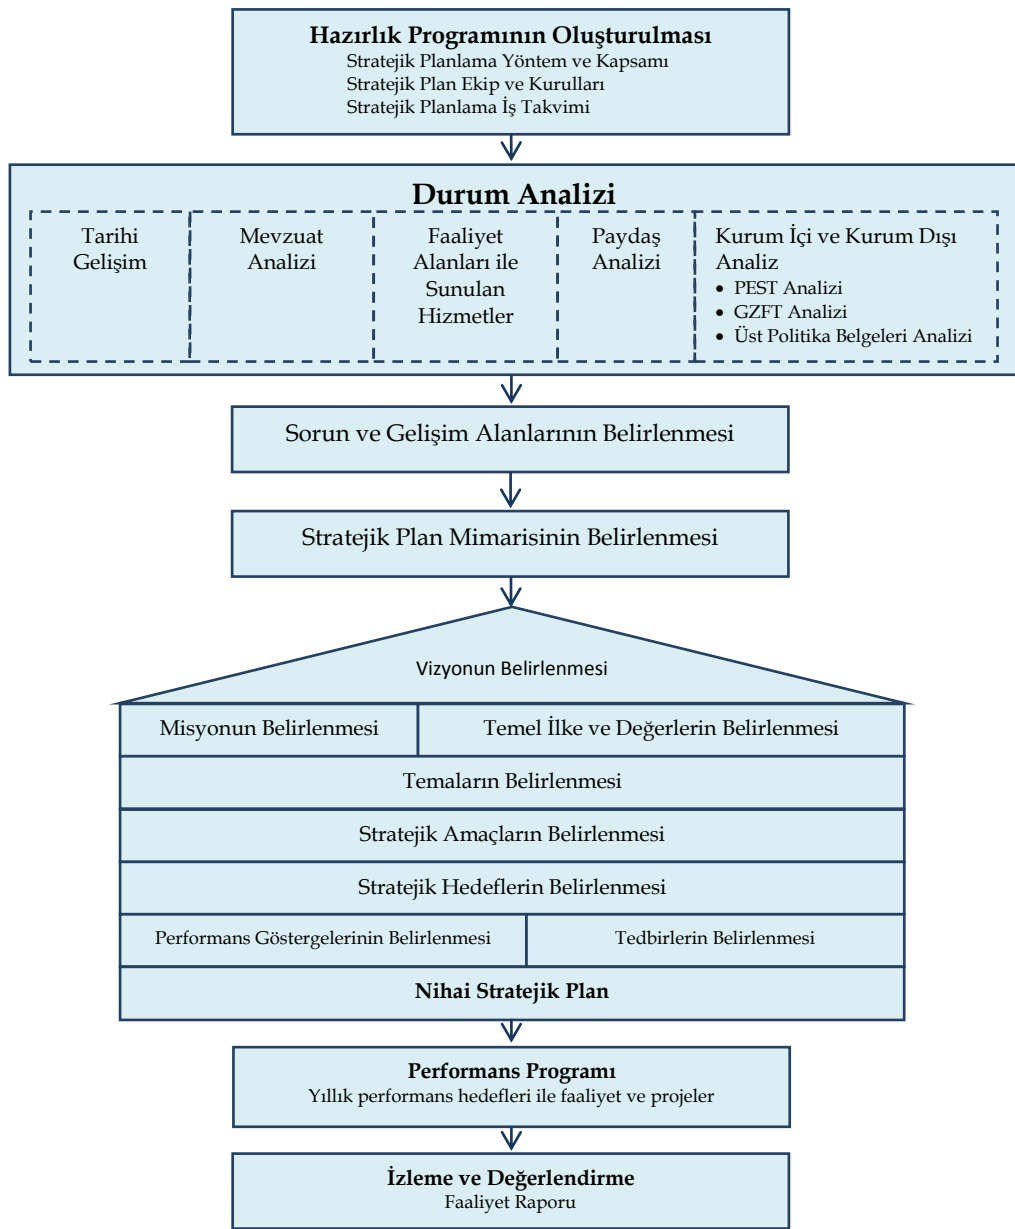 Hazırlık Programının Oluşturulması
Stratejik Planlama Yöntem ve Kapsamı
Stratejik Plan Ekip ve Kurulları
Stratejik Planlama İş Takvimi
Durum Analizi
Tarihi
Gelişim
Mevzuat
Analizi
Faaliyet
Alanları ile
Sunulan
Hizmetler
Paydaş
Analizi
Kurum İçi ve Kurum Dışı
Analiz
• PEST Analizi
• GZFT Analizi
• Üst Politika Belgeleri Analizi
Sorun ve Gelişim Alanlarının Belirlenmesi
Stratejik Plan Mimarisinin Belirlenmesi
Vizyonun Belirlenmesi
Misyonun Belirlenmesi
Temel İlke ve Değerlerin Belirlenmesi
Temaların Belirlenmesi
Stratejik Amaçların Belirlenmesi
Stratejik Hedeflerin Belirlenmesi
Performans Göstergelerinin Belirlenmesi
Tedbirlerin Belirlenmesi
Nihai Stratejik Plan
Performans Programı
Yıllık performans hedefleri ile faaliyet ve projeler
İzleme ve Değerlendirme
Faaliyet Raporu